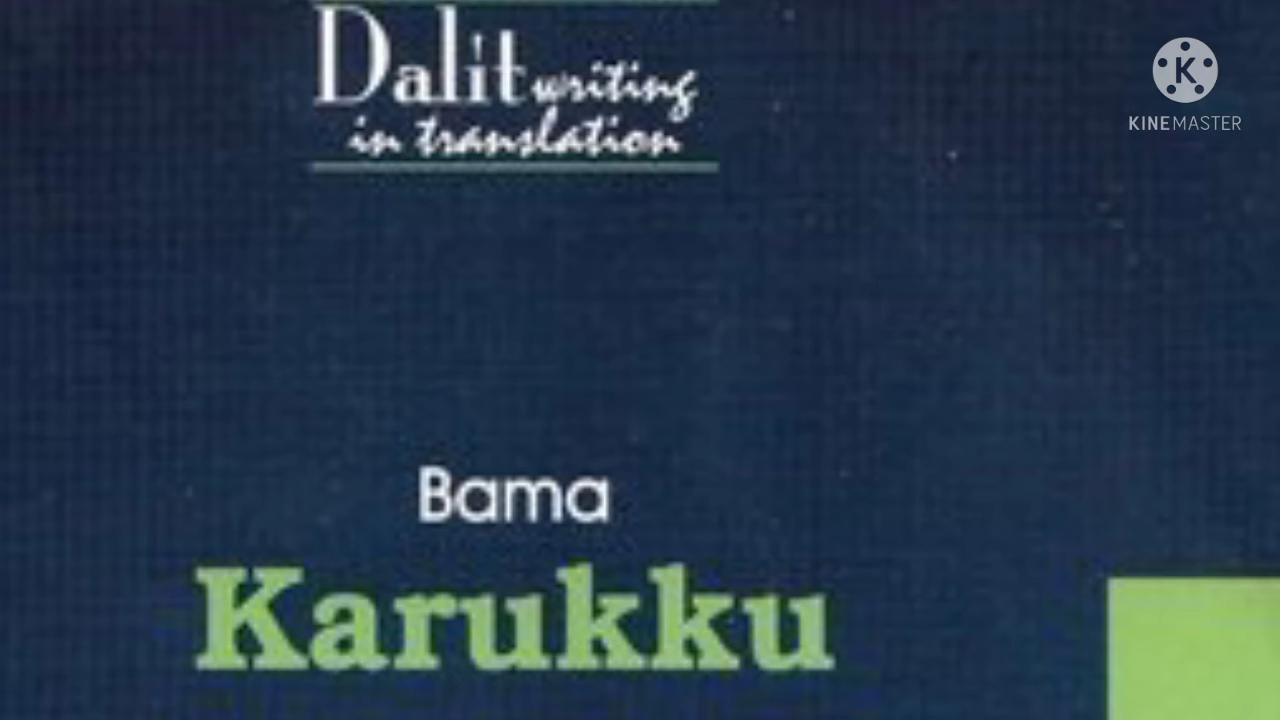 Dalit writing
in translation
K
KINEMASTER
Bama
Karukku